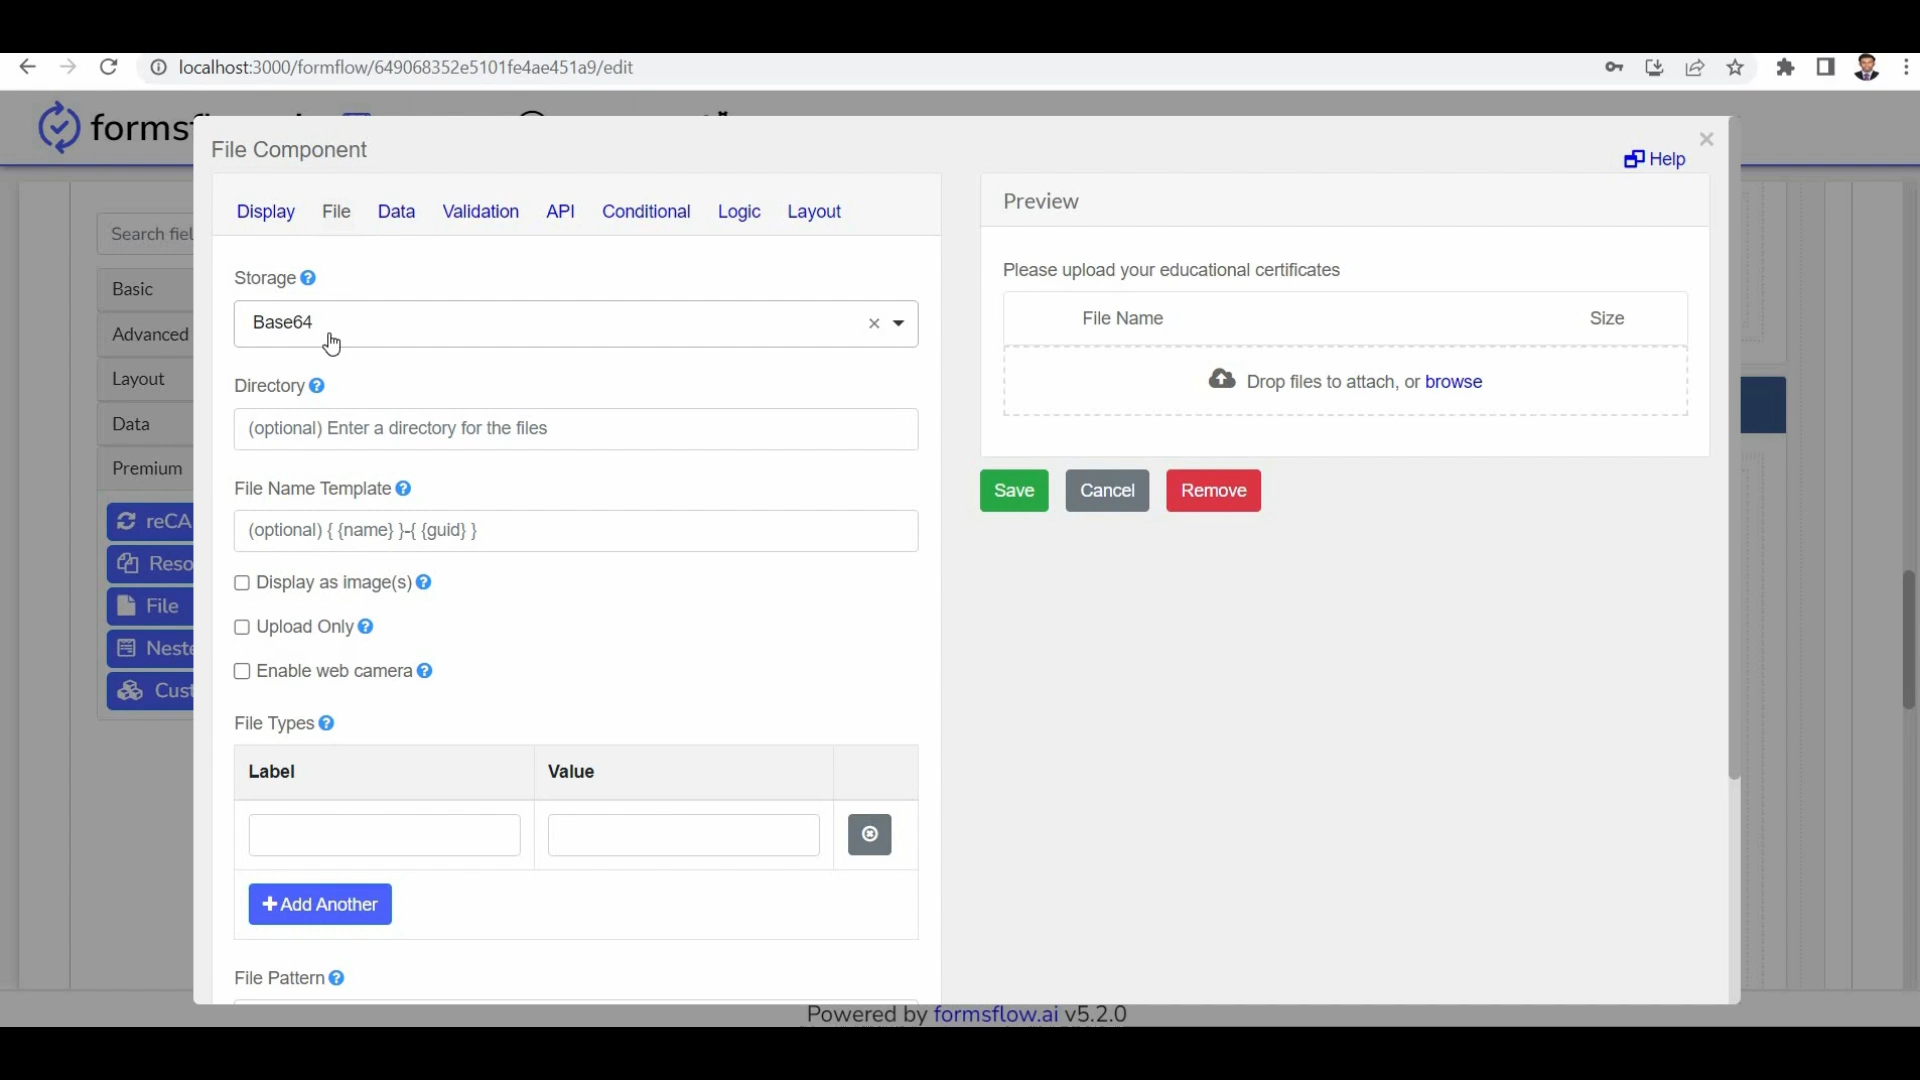 localhost:3000/formflow/649068352e5101fe4ae451a9/edit
forms
File Component
Help
Display File Data Validation API Conditional Logic Layout
Preview
Search fiel
Basic
Advanced
Layout
Data
Premium
reCA
Reso
File
Neste
Cust
Storage
Base64
Directory
(optional) Enter a directory for the files
File Name Template
(optional) { {name} }-{ {guid} }
Display as image(s)
Upload Only
Enable web camera
File Types
Label Value
+ Add Another
File Pattern
Please upload your educational certificates
File Name Size
Drop files to attach, or browse
Save Cancel Remove
Powered by formsflow.ai v5.2.0